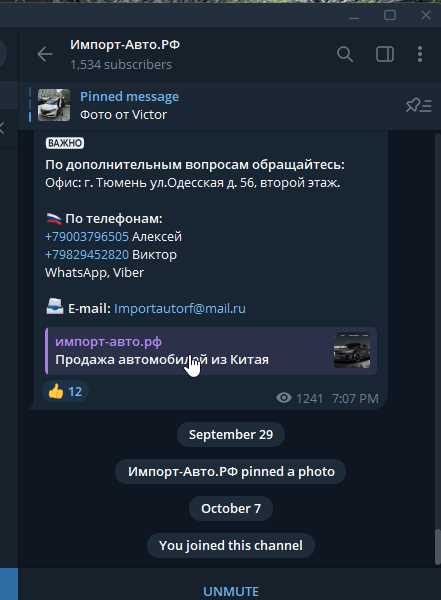 Импорт-Авто.РФ
1,534 subscribers
Pinned message
Фото от Victor
ВАЖНО
По дополнительным вопросам обращайтесь:
Офис: г. Тюмень ул.Одесская д. 56, второй этаж.
По телефонам:
+79003796505 Алексей
+79829452820 Виктор
WhatsApp, Viber
E-mail: Importautorf@mail.ru
импорт-авто.рф
Продажа автомобилей из Китая
12
1241 7:07 PM
September 29
Импорт-Авто.РФ pinned a photo
October 7
You joined this channel
UNMUTE